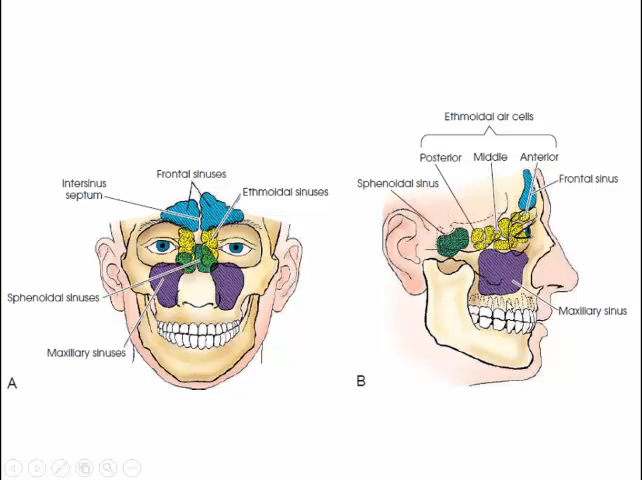 Ethmoidal air cells
Posterior Middle Anterior
Sphenoidal sinus
Frontal sinus
Maxillary sinus
B
Frontal sinuses
Intersinus
septum
Ethmoidal sinuses
Sphenoidal sinuses
Maxillary sinuses
A